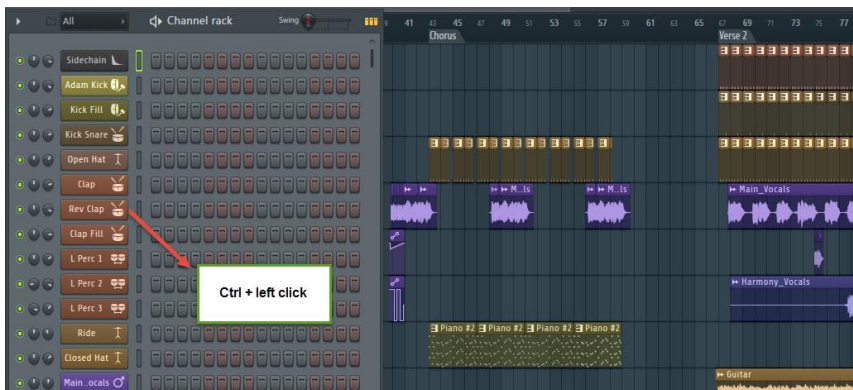 All
Channel rack
Swing
41 43 45 47 49 51 53 55 57 59 61 63 65 67 69 71 73 75 77
Chorus
Verse 2
Sidechain
Adam Kick
Kick Fill
Kick Snare
Open Hat
Clap
M..ls
M..ls
Main_Vocals
Rev Clap
Clap Fill
L Perc 1
L Perc 2
Ctrl + left click
Harmony_Vocals
L Perc 3
Ride
Piano #2 Piano #2 Piano #2 Piano #2
Closed Hat
Main..ocals
Guitar